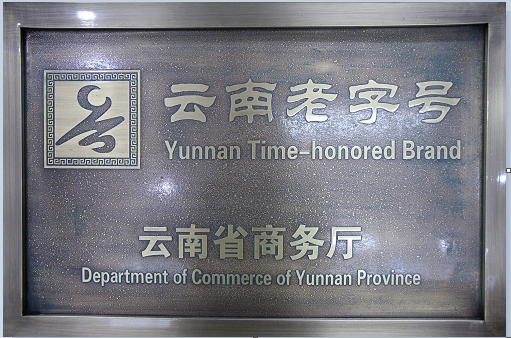 云南老字号
Yunnan Time-honored Brand
云南省商务厅
Department of Commerce of Yunnan Province